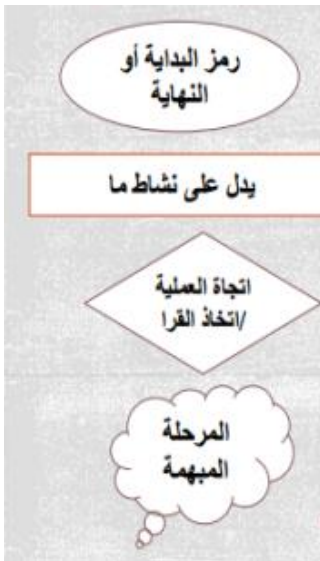 رمز البداية أو
النهاية
يدل على نشاط ما
اتجاة العملية
/اتخاذ القرا
المرحلة
المبهمة